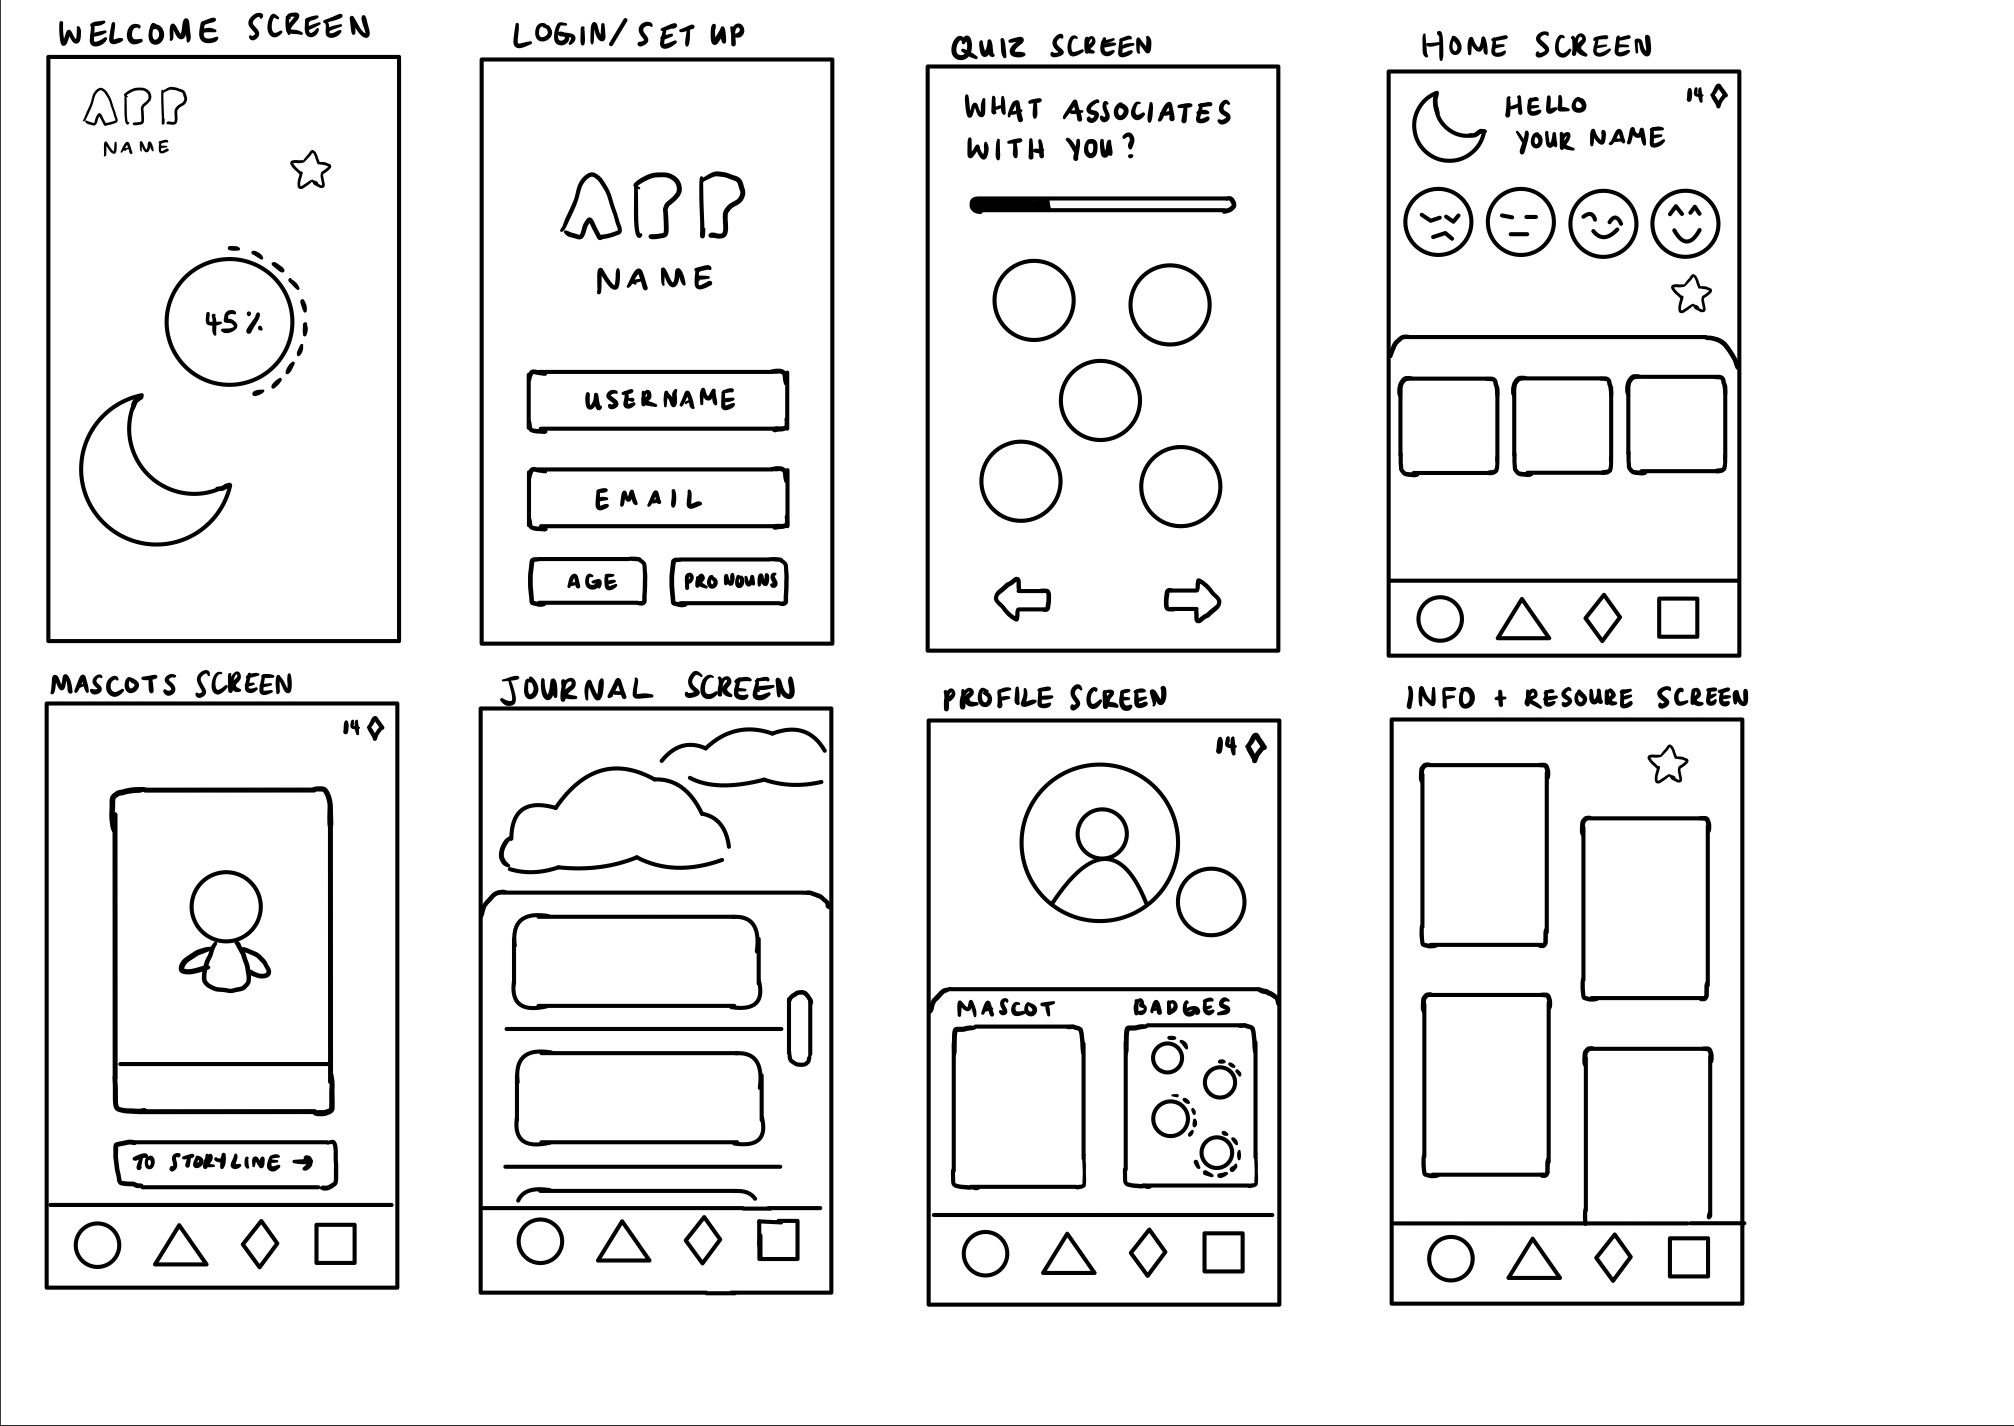 WELCOME SCREEN
APP
NAME
45%
LOGIN/SET UP
APP
NAME
USERNAME
EMAIL
AGE
PRONOUNS
QUIZ SCREEN
WHAT ASSOCIATES
WITH YOU?
HOME SCREEN
HELLO
YOUR NAME
14
MASCOTS SCREEN
14
TO STORYLINE →
JOURNAL SCREEN
PROFILE SCREEN
14
MASCOT
BADGES
INFO + RESOURE SCREEN